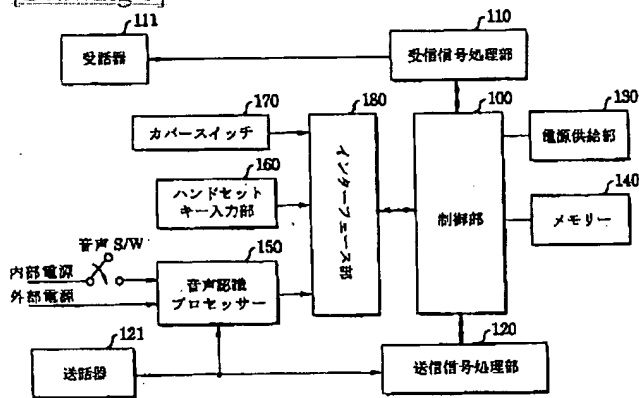 111
受話器
110
受信信号処理部
170
カバースイッチ
180
インターフェース部
100
制御部
190
電源供給部
160
ハンドセット
キー入力部
140
メモリー
音声 S/W
内部電源
外部電源
150
音声認識
プロセッサー
121
送話器
120
送信信号処理部